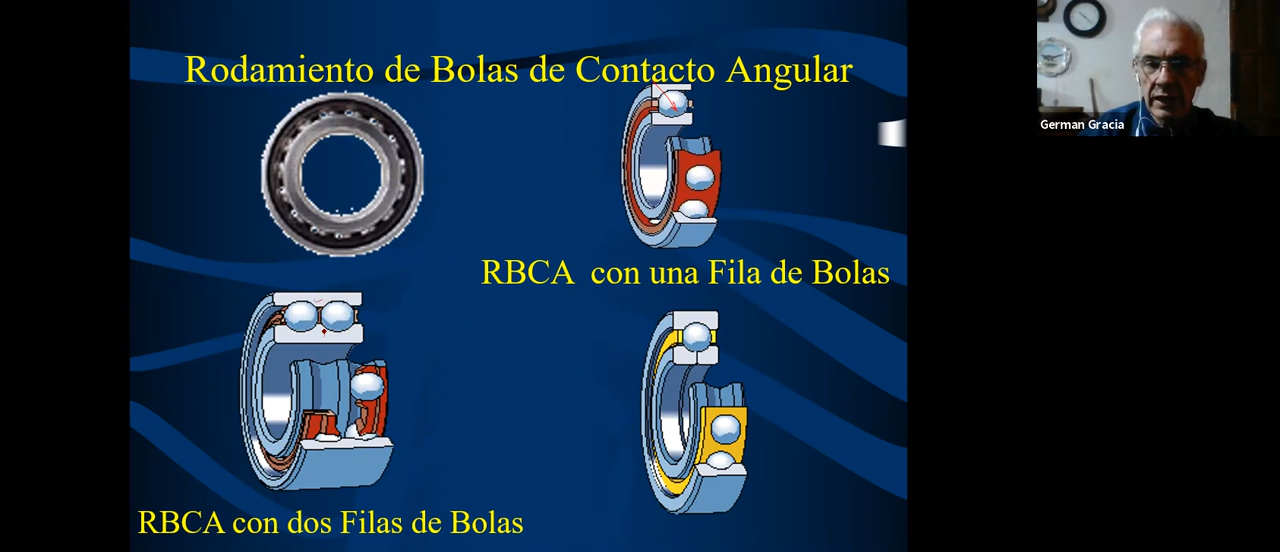 Rodamiento de Bolas de Contacto Angular
German Gracia
RBCA con una Fila de Bolas
RBCA con dos Filas de Bolas